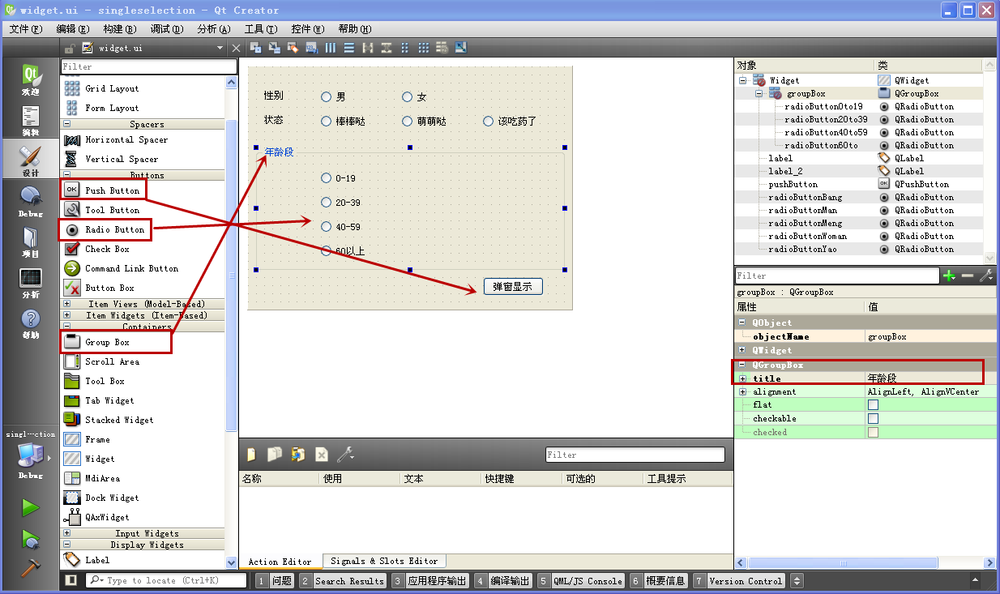 widget.ui - singleselection - Qt Creator
文件(F) 编辑(E) 构建(B) 调试(D) 分析(A) 工具(T) 控件(W) 帮助(H)
widget.ui
Qt
欢迎
编辑
设计
Debug
项目
分析
帮助
singl···ction
Debug
Filter
Grid Layout
Form Layout
Spacers
Horizontal Spacer
Vertical Spacer
Buttons
OK Push Button
Tool Button
Radio Button
Check Box
Command Link Button
Button Box
Item Views (Model-Based)
Item Widgets (Item-Based)
Containers
Group Box
Scroll Area
Tool Box
Tab Widget
Stacked Widget
Frame
Widget
MdiArea
Dock Widget
QAxWidget
Input Widgets
Display Widgets
Label
性别 男 女
状态 棒棒哒 萌萌哒 该吃药了
年龄段
0-19
20-39
40-59
60以上
弹窗显示
Filter
名称 使用 文本 快捷键 可选的 工具提示
Action Editor Signals & Slots Editor
对象 类
Widget QWidget
groupBox QGroupBox
radioButton0to19 QRadioButton
radioButton20to39 QRadioButton
radioButton40to59 QRadioButton
radioButton60to QRadioButton
label QLabel
label_2 QLabel
pushButton OK QPushButton
radioButtonBang QRadioButton
radioButtonMan QRadioButton
radioButtonMeng QRadioButton
radioButtonWoman QRadioButton
radioButtonYao QRadioButton
Filter
groupBox : QGroupBox
属性 值
QObject
objectName groupBox
QWidget
QGroupBox
title 年龄段
alignment AlignLeft, AlignVCenter
flat
checkable
checked
Type to locate (Ctrl+K) 1 问题 2 Search Results 3 应用程序输出 4 编译输出 5 QML/JS Console 6 概要信息 7 Version Control